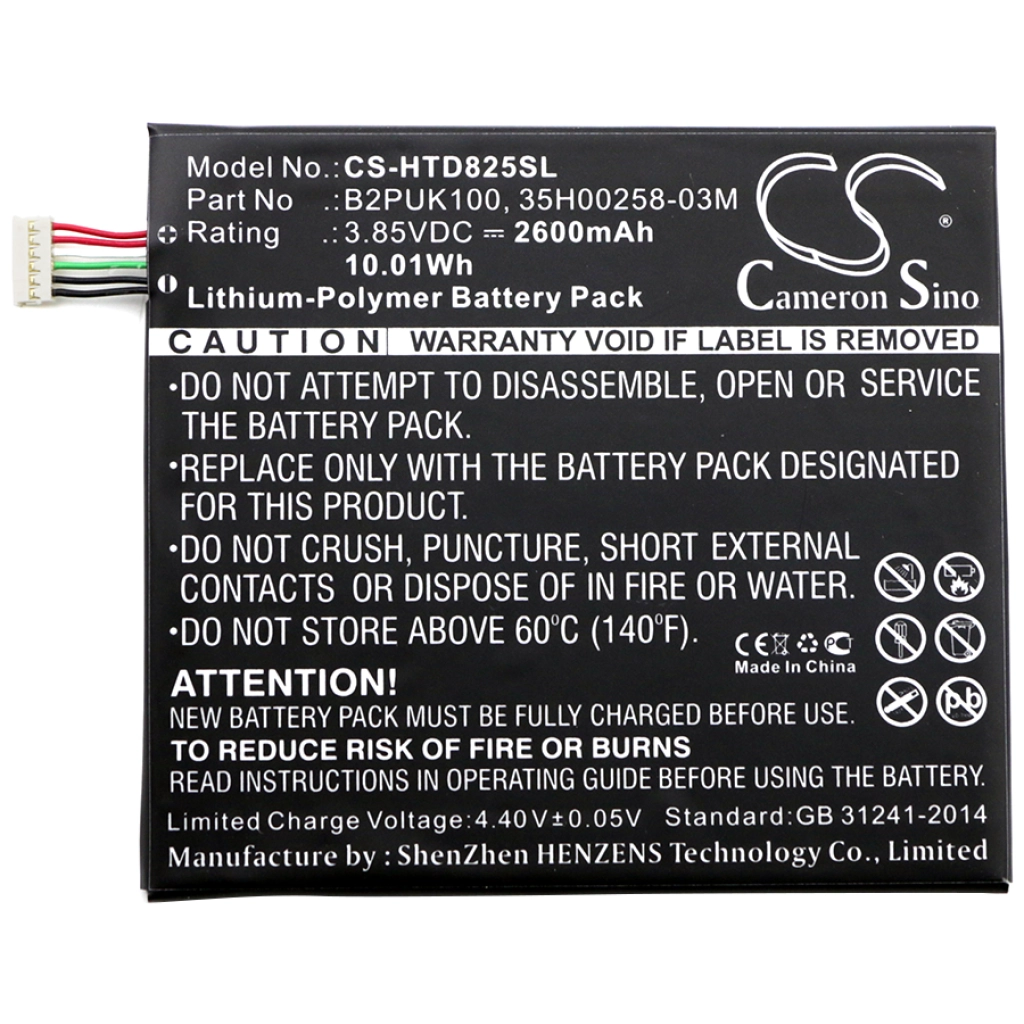 Model No.: CS-HTD825SL
Part No .: B2PUK100, 35H00258-03M
Rating .: 3.85VDC ⎓ 2600mAh
10.01Wh
Lithium-Polymer Battery Pack
CS ®
Cameron Sino
CAUTION WARRANTY VOID IF LABEL IS REMOVED
•DO NOT ATTEMPT TO DISASSEMBLE, OPEN OR SERVICE
THE BATTERY PACK.
•REPLACE ONLY WITH THE BATTERY PACK DESIGNATED
FOR THIS PRODUCT.
•DO NOT CRUSH, PUNCTURE, SHORT EXTERNAL
CONTACTS OR DISPOSE OF IN FIRE OR WATER.
•DO NOT STORE ABOVE 60°C (140°F).
CE PCT
Made In China
ATTENTION!
NEW BATTERY PACK MUST BE FULLY CHARGED BEFORE USE.
Pb
TO REDUCE RISK OF FIRE OR BURNS
READ INSTRUCTIONS OF INSTALLATION GUIDE BEFORE USING THE BATTERY.
Limited Charge Voltage:4.40V±0.05V Standard:GB 31241-2014
Manufacture by : ShenZhen HENZENS Technology Co., Limited